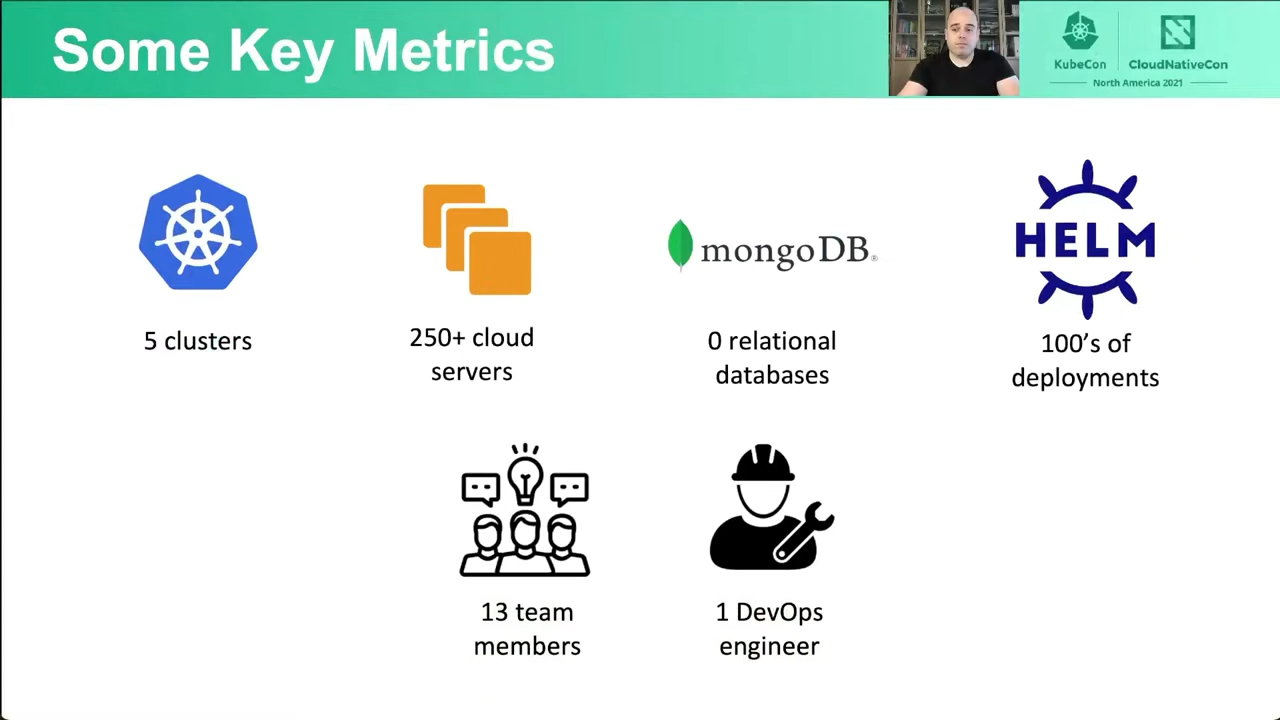 Some Key Metrics
KubeCon
CloudNativeCon
North America 2021
mongoDB®
HELM
5 clusters
250+ cloud
servers
0 relational
databases
100's of
deployments
13 team
members
1 DevOps
engineer